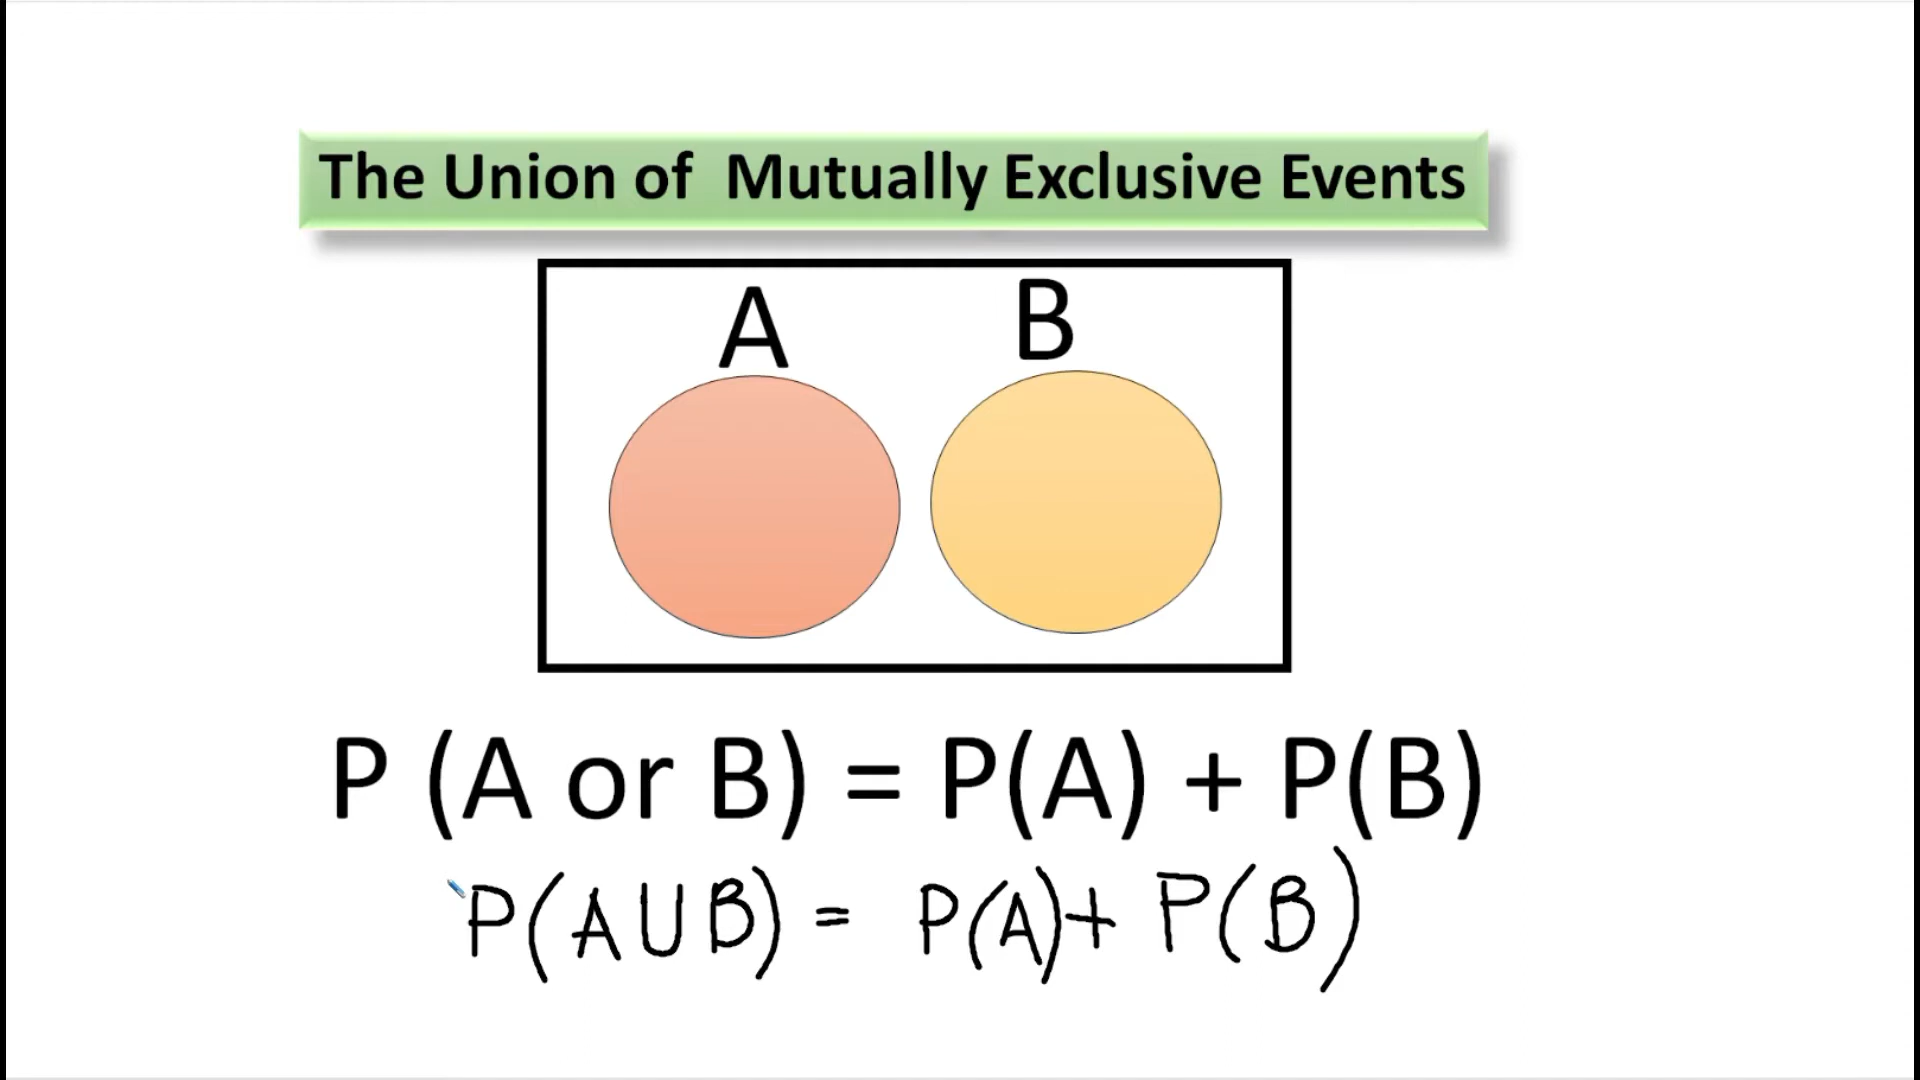 The Union of Mutually Exclusive Events
A B
P (A or B) = P(A) + P(B)
P(A∪B) = P(A)+ P(B)